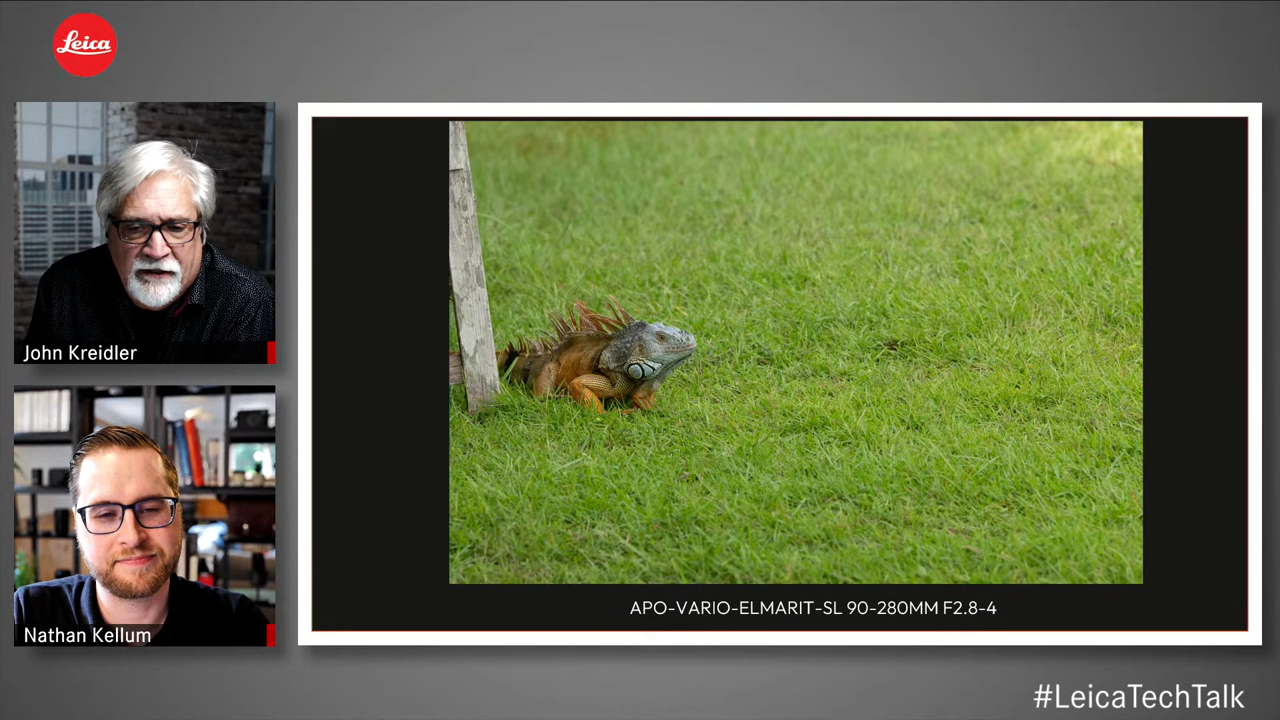 Leica
John Kreidler
Nathan Kellum
APO-VARIO-ELMARIT-SL 90-280MM F2.8-4
#LeicaTechTalk